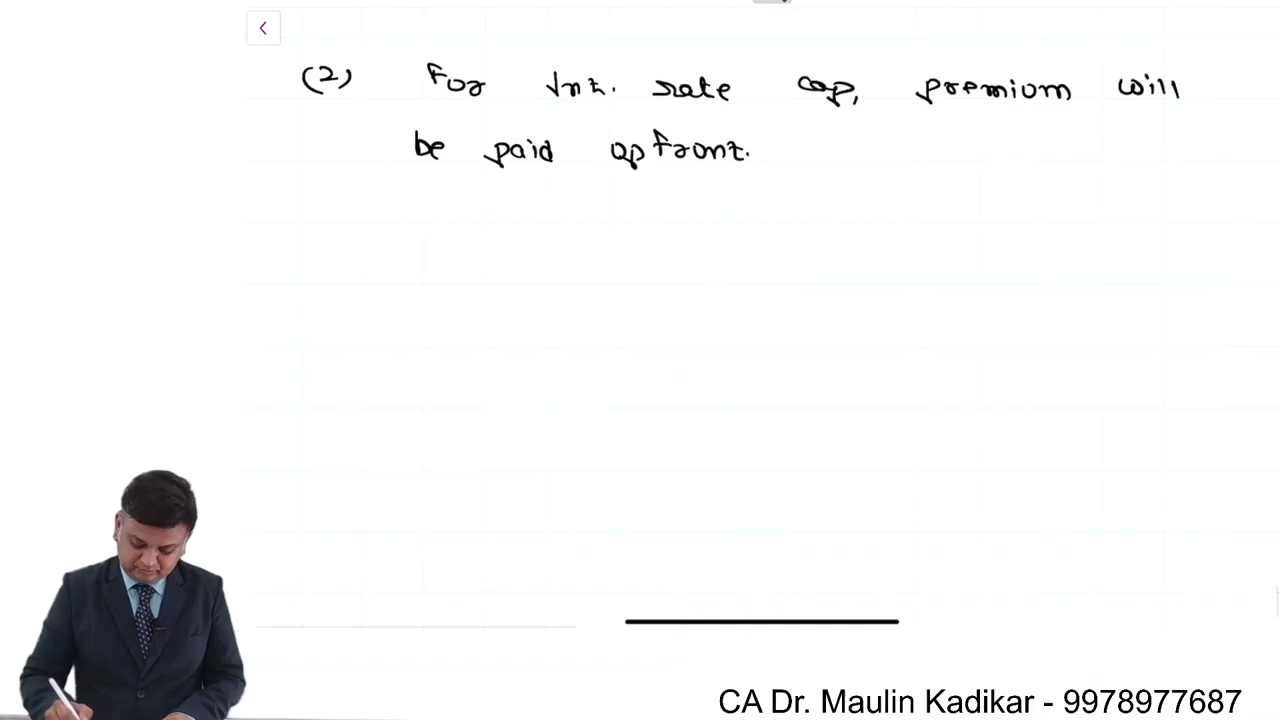 (2) For Int. rate cap, premium will
be paid upfront.
CA Dr. Maulin Kadikar - 9978977687